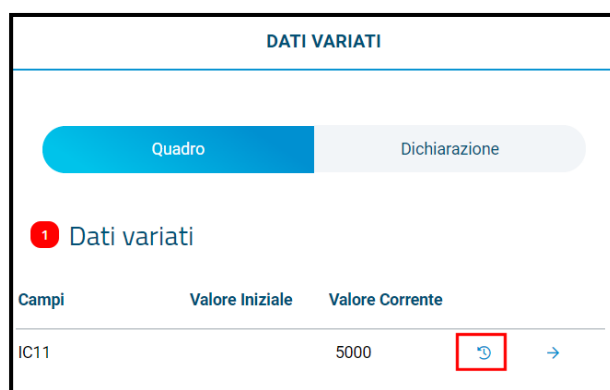 DATI VARIATI
Quadro Dichiarazione
1 Dati variati
Campi Valore Iniziale Valore Corrente
IC11 5000